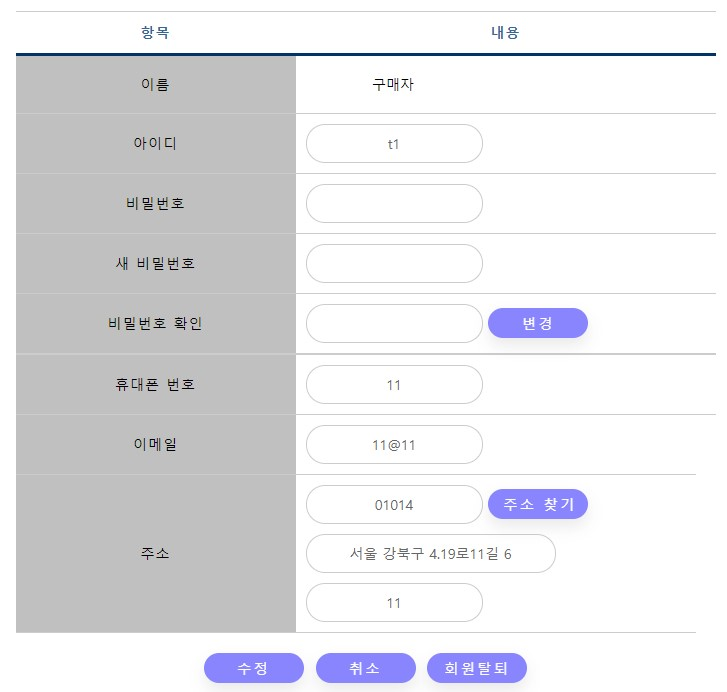 항목 내용
이름 구매자
아이디 t1
비밀번호
새 비밀번호
비밀번호 확인 변경
휴대폰 번호 11
이메일 11@11
01014 주소 찾기
주소 서울 강북구 4.19로11길 6
11
수정 취소 회원탈퇴